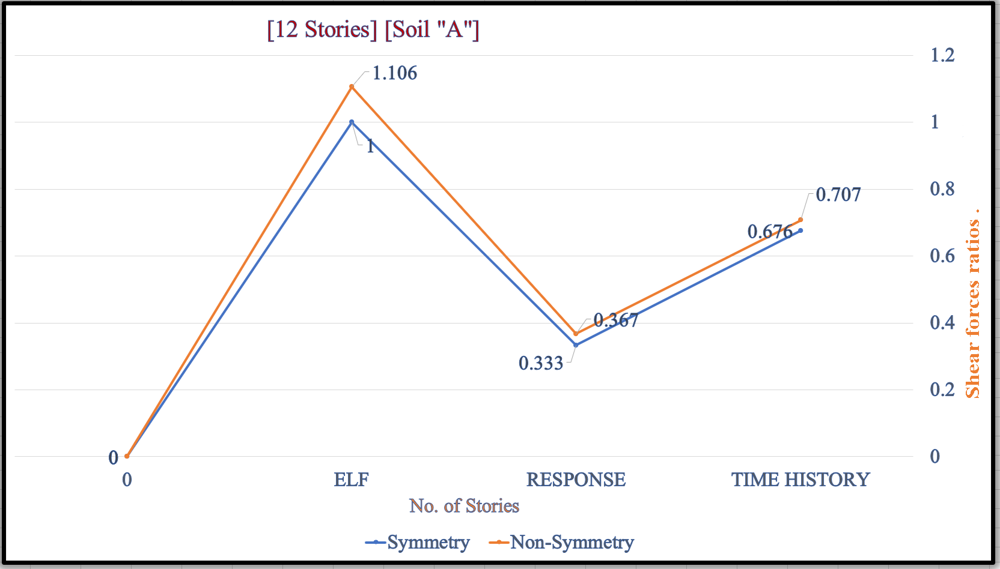 [12 Stories] [Soil "A"]
1.2
1.106
1
1
0.8
0.707
0.676
0.6
0.367
0.4
0.333
0.2
0
0
Shear forces ratios .
0
ELF
RESPONSE
TIME HISTORY
No. of Stories
Symmetry
Non-Symmetry